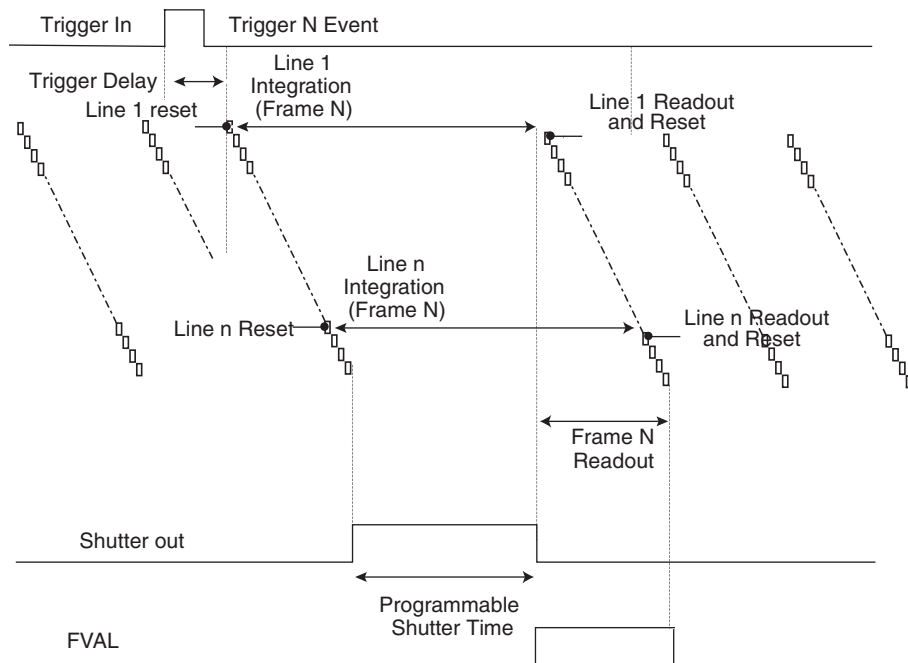 Trigger In
Trigger N Event
Trigger Delay
Line 1
Integration
(Frame N)
Line 1 reset
Line 1 Readout
and Reset
Line n
Integration
(Frame N)
Line n Reset
Line n Readout
and Reset
Frame N
Readout
Shutter out
Programmable
Shutter Time
FVAL